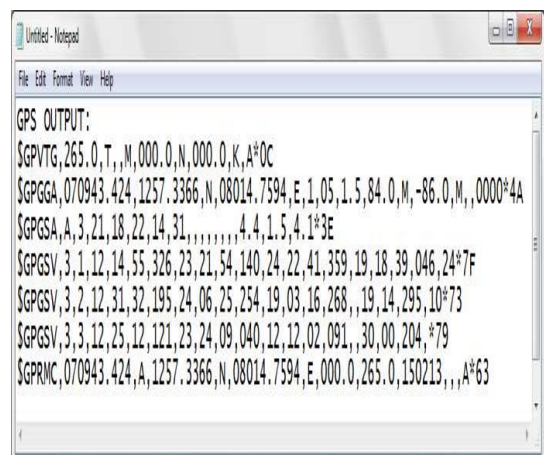 Untitled - Notepad
File Edit Format View Help
GPS OUTPUT:
$GPVTG,265.0,T,,M,000.0,N,000.0,K,A*0C
$GPGGA,070943.424,1257.3366,N,08014.7594,E,1,05,1.5,84.0,M,-86.0,M,,0000*4A
$GPGSA,A,3,21,18,22,14,31,,,,,,,,4.4,1.5,4.1*3E
$GPGSV,3,1,12,14,55,326,23,21,54,140,24,22,41,359,19,18,39,046,24*7F
$GPGSV,3,2,12,31,32,195,24,06,25,254,19,03,16,268,,19,14,295,10*73
$GPGSV,3,3,12,25,12,121,23,24,09,040,12,12,02,091,,30,00,204,*79
$GPRMC,070943.424,A,1257.3366,N,08014.7594,E,000.0,265.0,150213,,,A*63